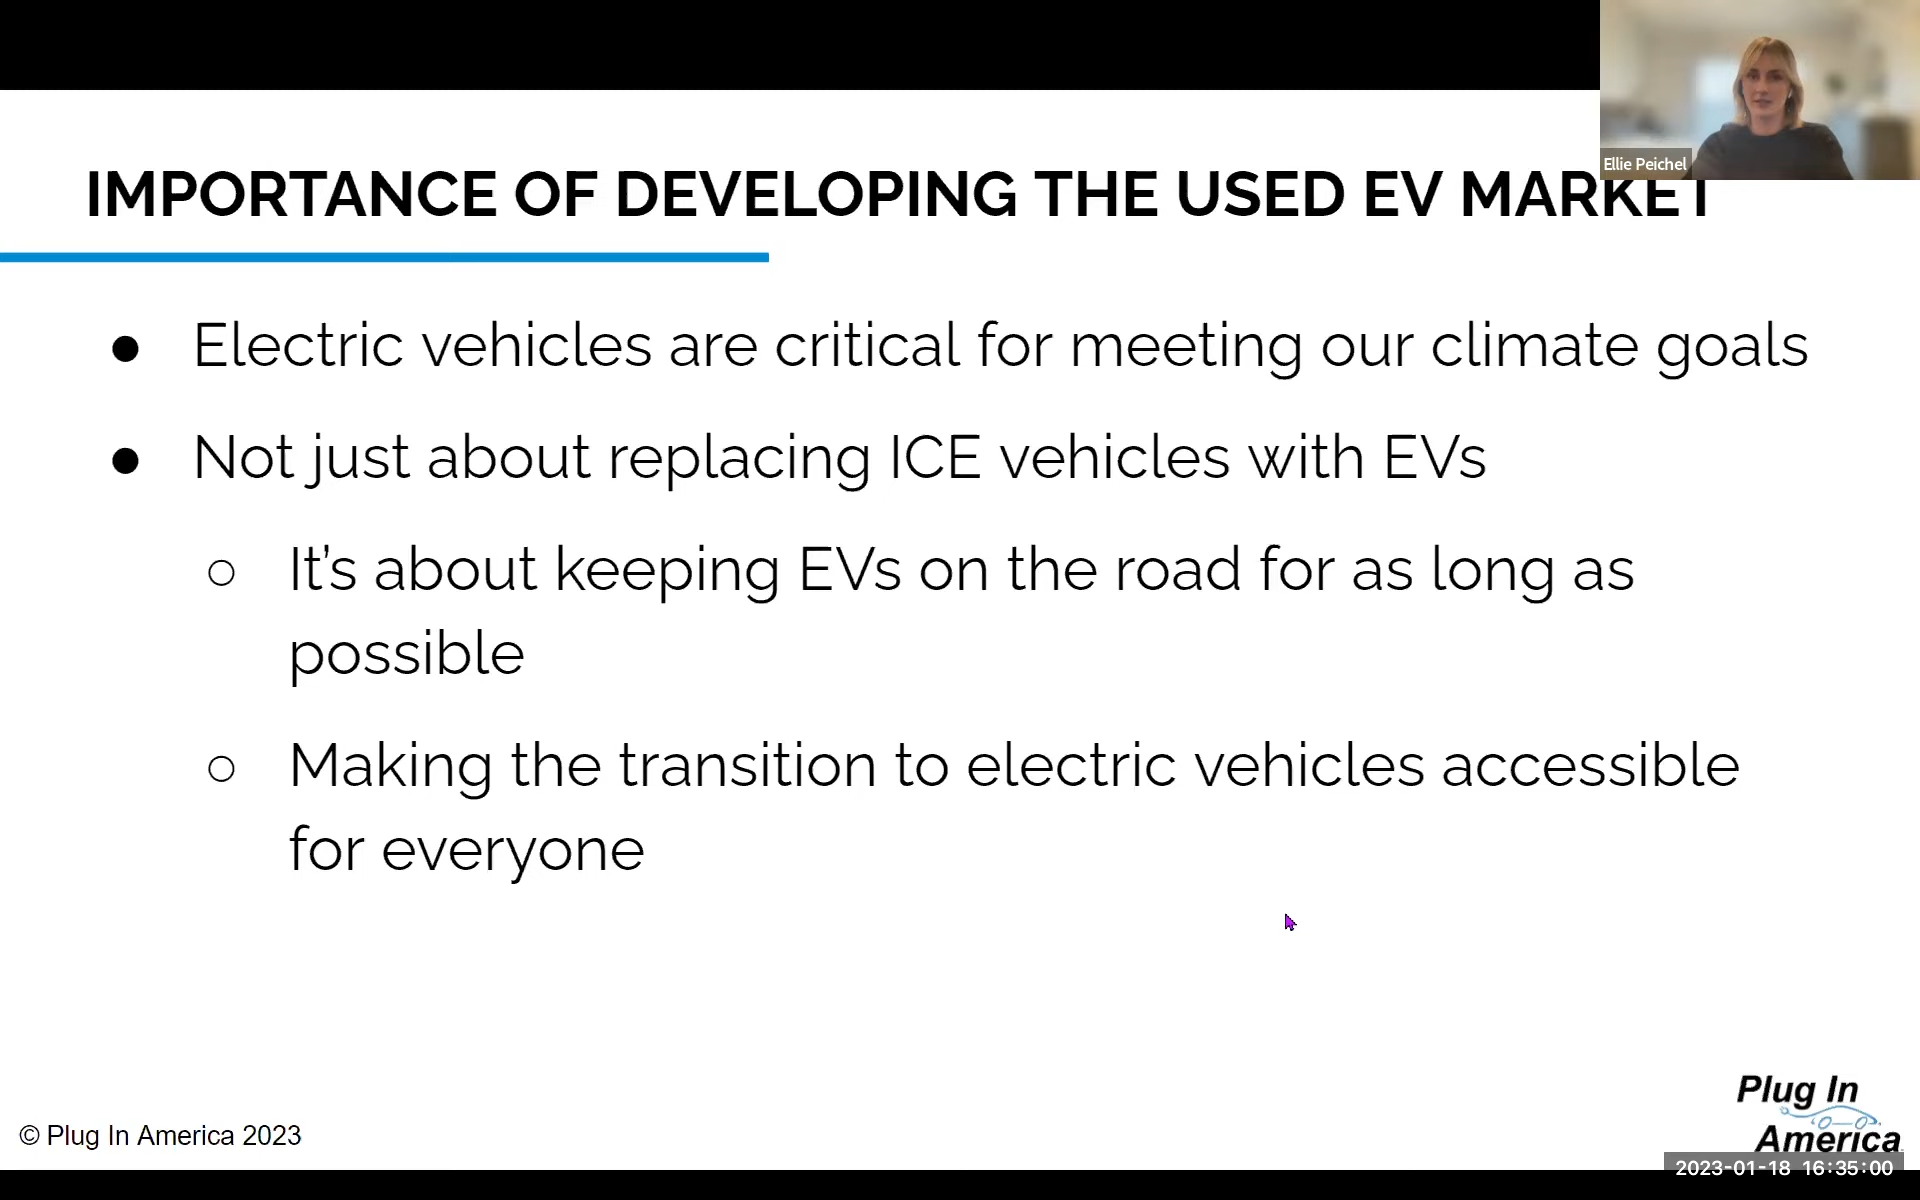 Ellie Peichel
IMPORTANCE OF DEVELOPING THE USED EV MARKET
● Electric vehicles are critical for meeting our climate goals
● Not just about replacing ICE vehicles with EVs
○ It’s about keeping EVs on the road for as long as
possible
○ Making the transition to electric vehicles accessible
for everyone
© Plug In America 2023
Plug In
America
2023-01-18 16:35:00